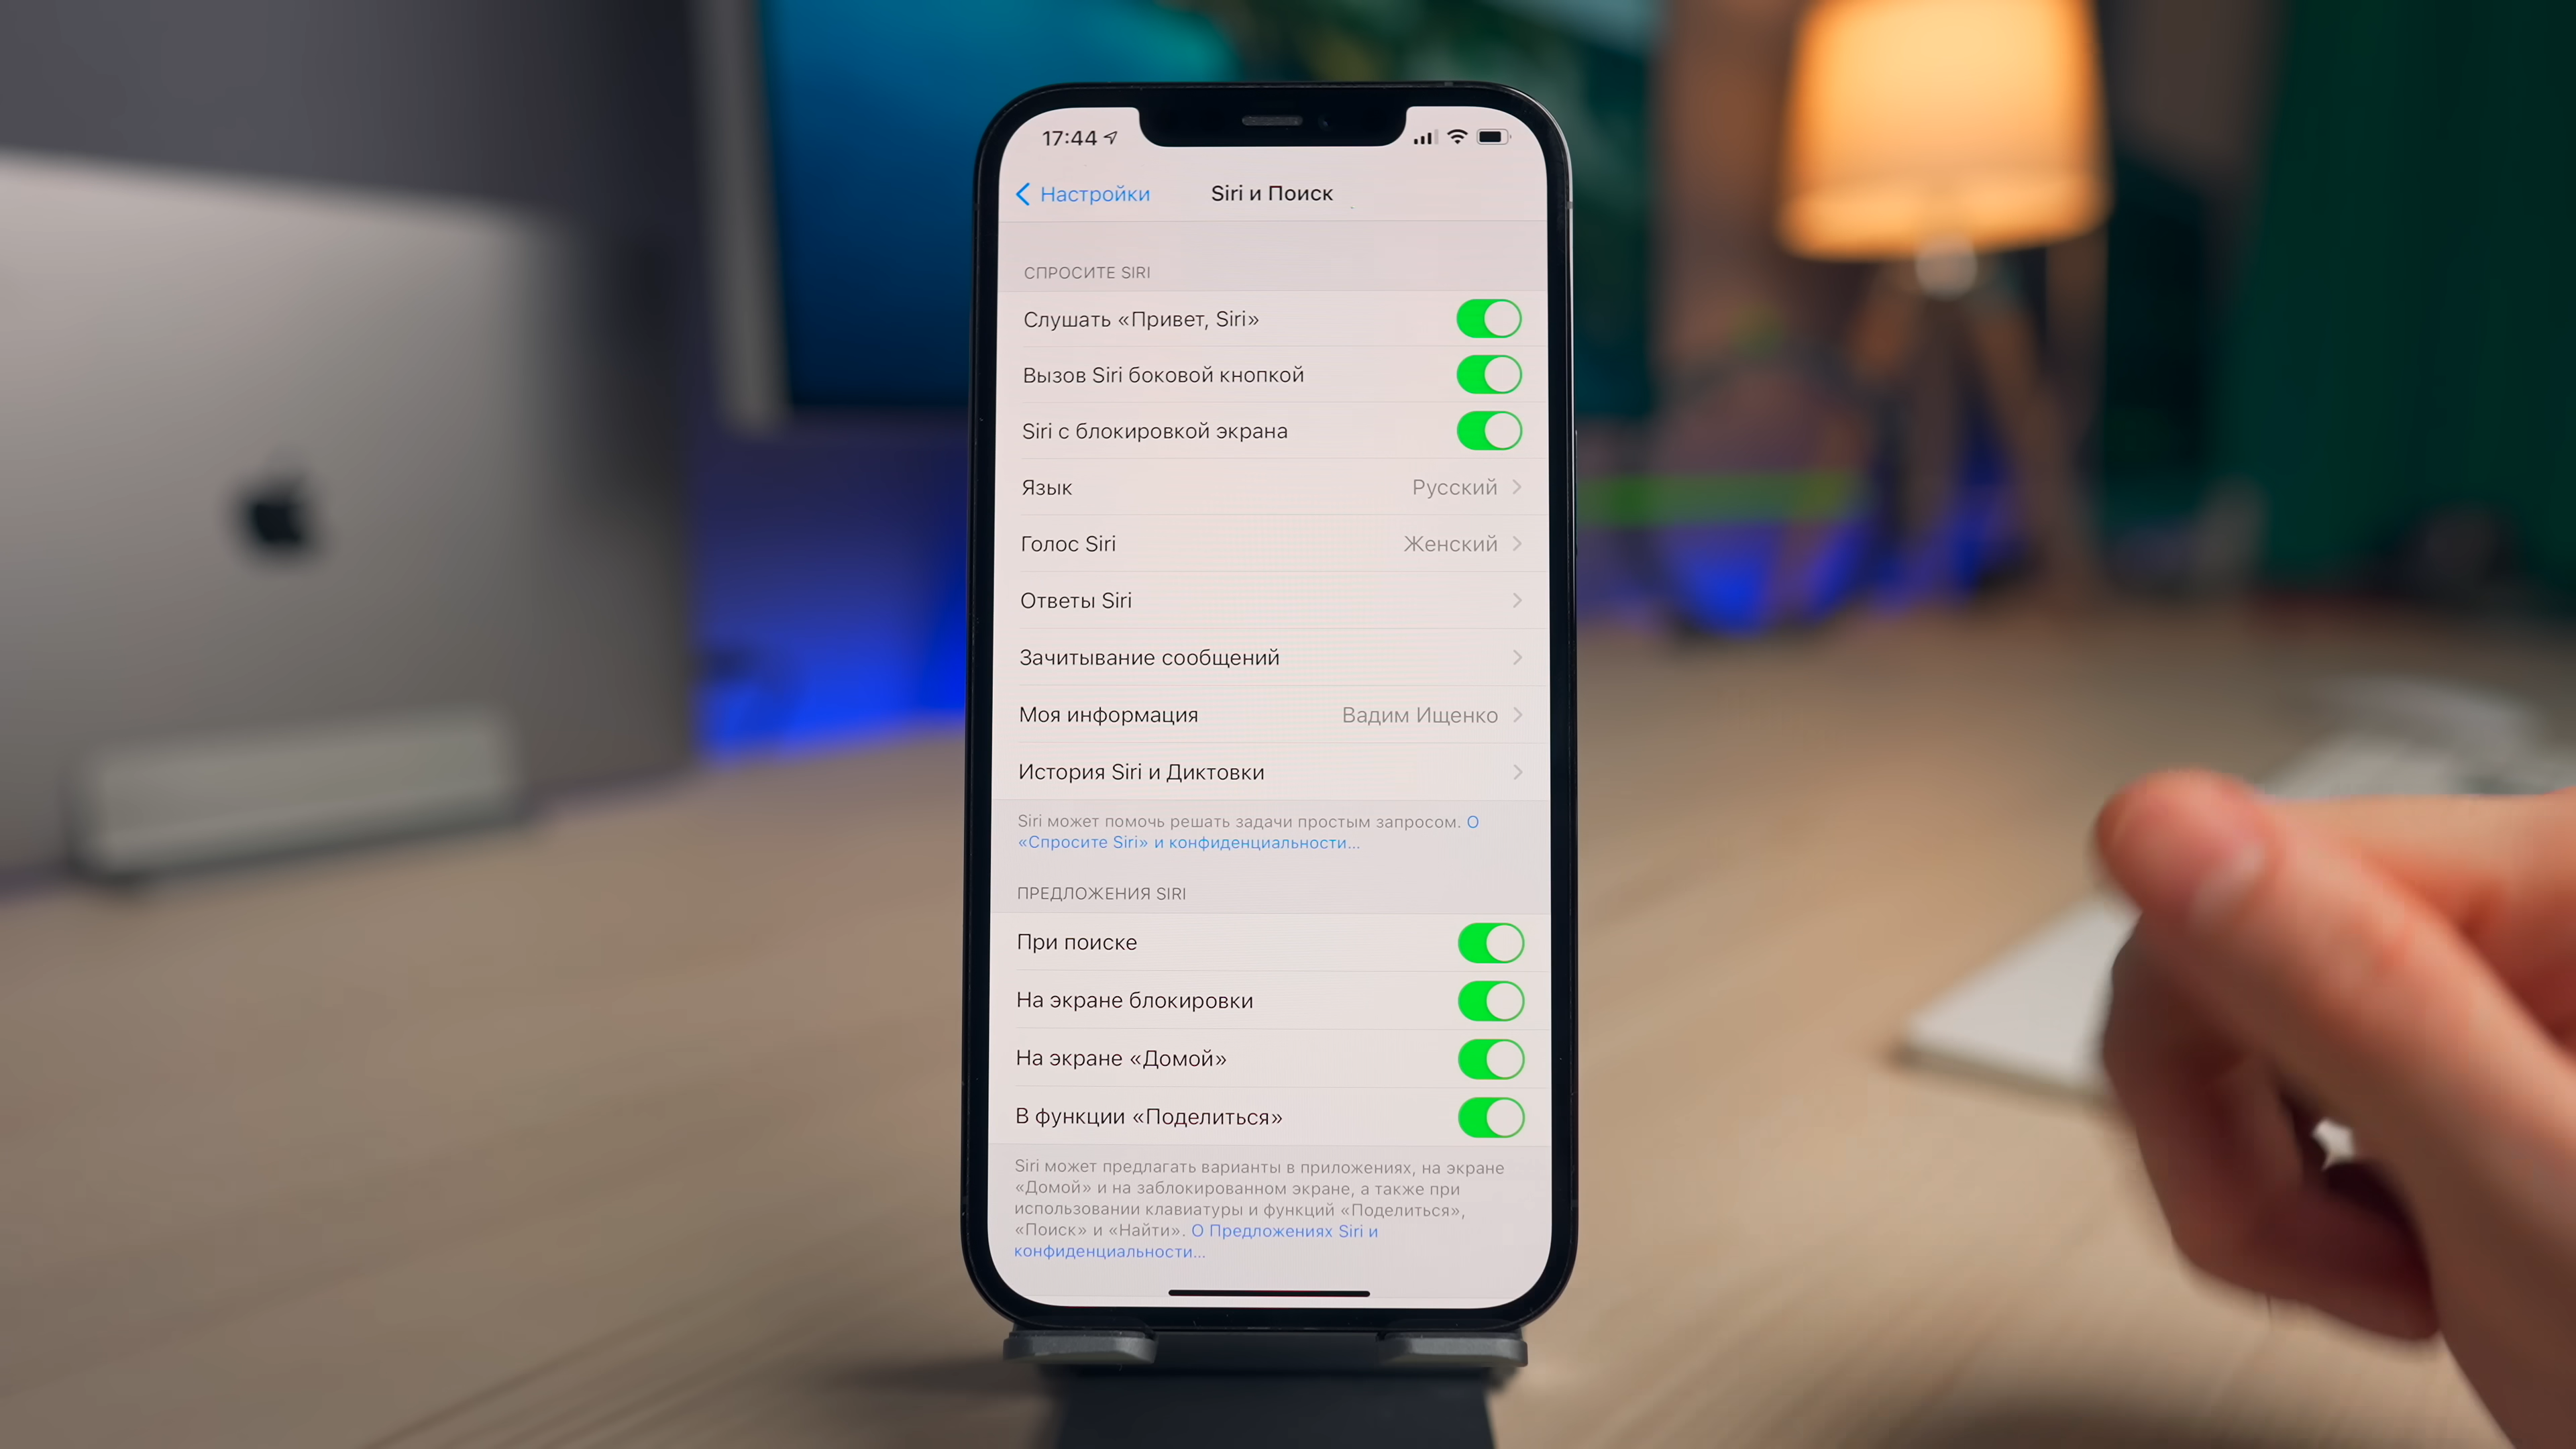 17:44
Настройки
Siri и Поиск
СПРОСИТЕ SIRI
Слушать «Привет, Siri»
Вызов Siri боковой кнопкой
Siri с блокировкой экрана
Язык Русский
Голос Siri Женский
Ответы Siri
Зачитывание сообщений
Моя информация Вадим Ищенко
История Siri и Диктовки
Siri может помочь решать задачи простым запросом. О
«Спросите Siri» и конфиденциальности...
ПРЕДЛОЖЕНИЯ SIRI
При поиске
На экране блокировки
На экране «Домой»
В функции «Поделиться»
Siri может предлагать варианты в приложениях, на экране
«Домой» и на заблокированном экране, а также при
использовании клавиатуры и функций «Поделиться»,
«Поиск» и «Найти». О Предложениях Siri и
конфиденциальности...